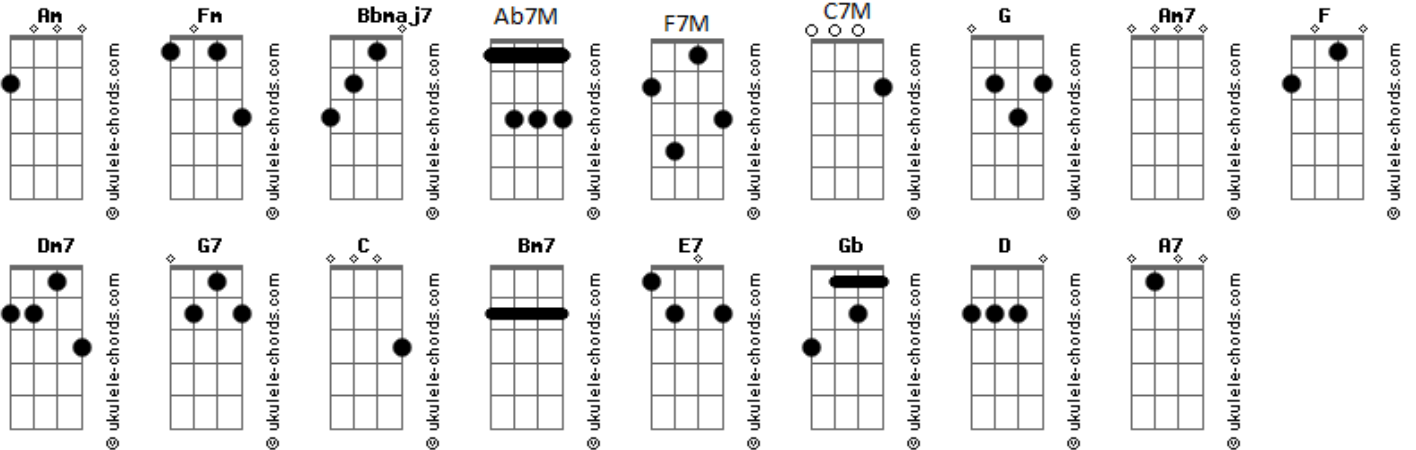 Am Fm Bbmaj7 Ab7M F7M C7M G Am7 F
© ukulele-chords.com © ukulele-chords.com © ukulele-chords.com © ukulele-chords.com © ukulele-chords.com © ukulele-chords.com © ukulele-chords.com © ukulele-chords.com © ukulele-chords.com
Dm7 G7 C Bm7 E7 Gb D A7
© ukulele-chords.com © ukulele-chords.com © ukulele-chords.com © ukulele-chords.com © ukulele-chords.com © ukulele-chords.com © ukulele-chords.com © ukulele-chords.com